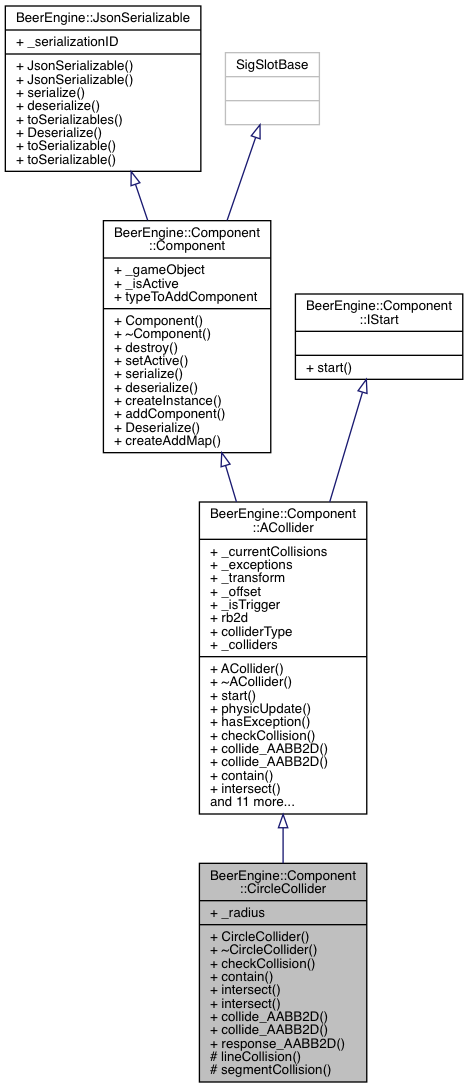 BeerEngine::JsonSerializable
+ _serializationID
+ JsonSerializable()
+ JsonSerializable()
+ serialize()
+ deserialize()
+ toSerializables()
+ Deserialize()
+ toSerializable()
+ toSerializable()
SigSlotBase
BeerEngine::Component
::Component
+ _gameObject
+ _isActive
+ typeToAddComponent
+ Component()
+ ~Component()
+ destroy()
+ setActive()
+ serialize()
+ deserialize()
+ createInstance()
+ addComponent()
+ Deserialize()
+ createAddMap()
BeerEngine::Component
::IStart
+ start()
BeerEngine::Component
::ACollider
+ _currentCollisions
+ _exceptions
+ _transform
+ _offset
+ _isTrigger
+ rb2d
+ colliderType
+ _colliders
+ ACollider()
+ ~ACollider()
+ start()
+ physicUpdate()
+ hasException()
+ checkCollision()
+ collide_AABB2D()
+ collide_AABB2D()
+ contain()
+ intersect()
and 11 more...
BeerEngine::Component
::CircleCollider
+ _radius
+ CircleCollider()
+ ~CircleCollider()
+ checkCollision()
+ contain()
+ intersect()
+ intersect()
+ collide_AABB2D()
+ collide_AABB2D()
+ response_AABB2D()
# lineCollision()
# segmentCollision()